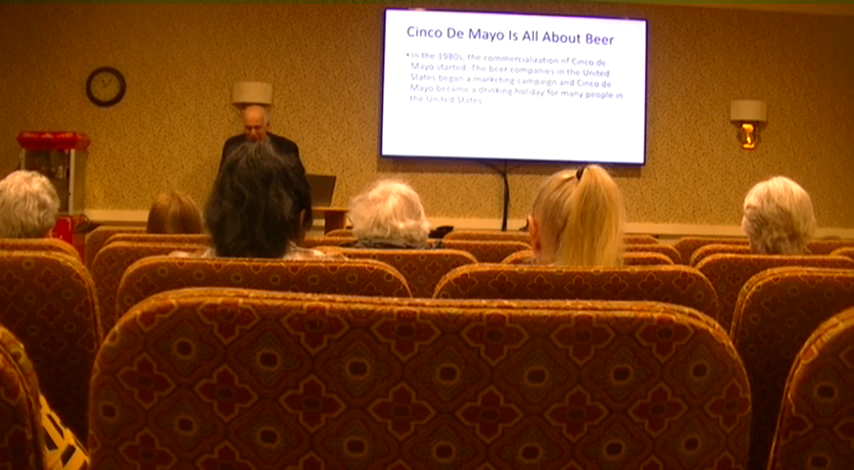 Cinco De Mayo Is All About Beer
• In the 1980s, the commercialization of Cinco de
Mayo started. The beer companies in the United
States began a marketing campaign and Cinco de
Mayo became a drinking holiday for many people in
the United States.